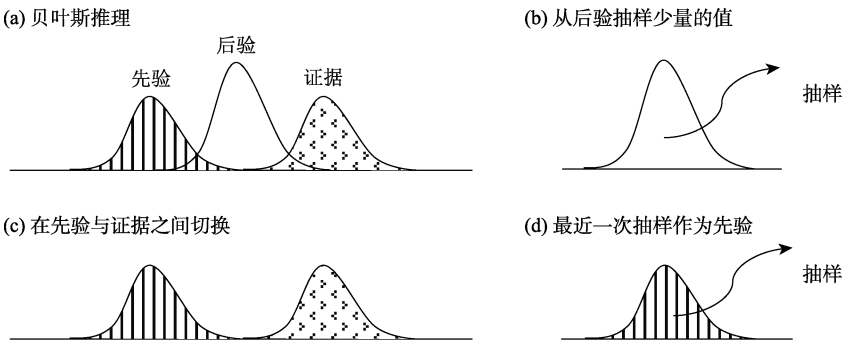 (a) 贝叶斯推理
先验
后验
证据
(b) 从后验抽样少量的值
抽样
(c) 在先验与证据之间切换
(d) 最近一次抽样作为先验
抽样